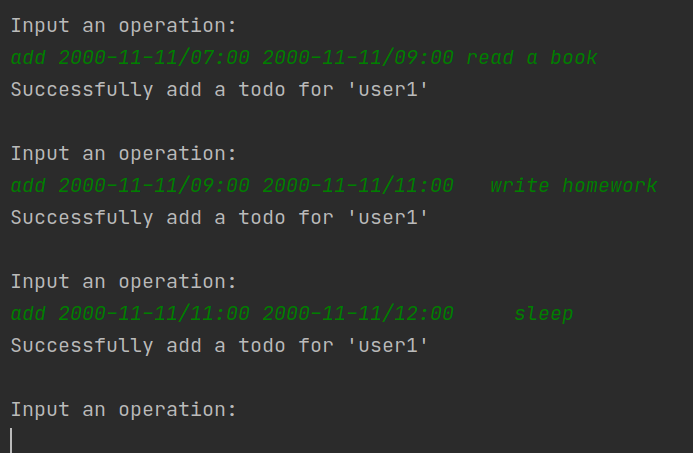 Input an operation:
add 2000-11-11/07:00 2000-11-11/09:00 read a book
Successfully add a todo for 'user1'
Input an operation:
add 2000-11-11/09:00 2000-11-11/11:00   write homework
Successfully add a todo for 'user1'
Input an operation:
add 2000-11-11/11:00 2000-11-11/12:00     sleep
Successfully add a todo for 'user1'
Input an operation: